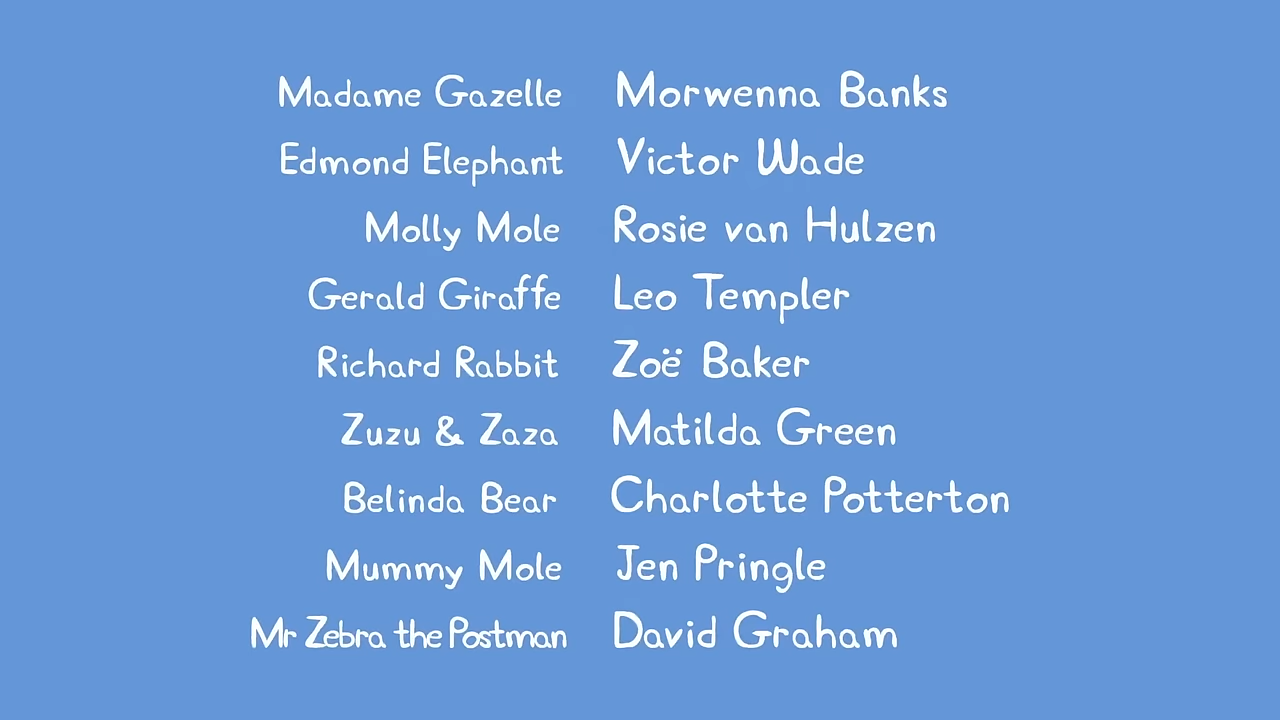 Madame Gazelle Morwenna Banks
Edmond Elephant Victor Wade
Molly Mole Rosie van Hulzen
Gerald Giraffe Leo Templer
Richard Rabbit Zoë Baker
Zuzu & Zaza Matilda Green
Belinda Bear Charlotte Potterton
Mummy Mole Jen Pringle
Mr Zebra the Postman David Graham